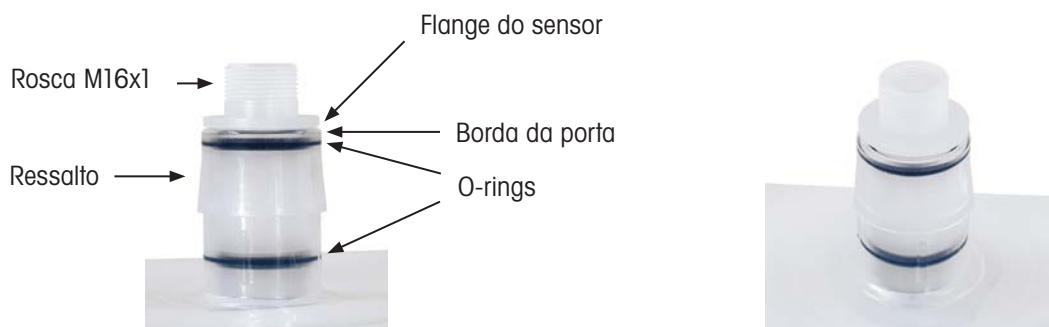 Flange do sensor
Rosca M16x1
Borda da porta
Ressalto
O-rings